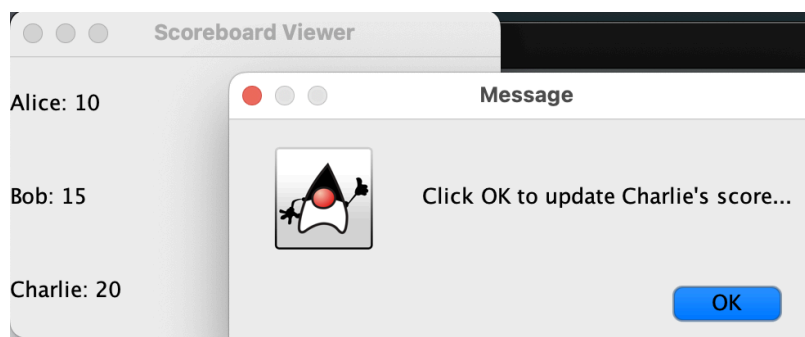 Scoreboard Viewer
Alice: 10
Bob: 15
Charlie: 20
Message
Click OK to update Charlie's score...
OK